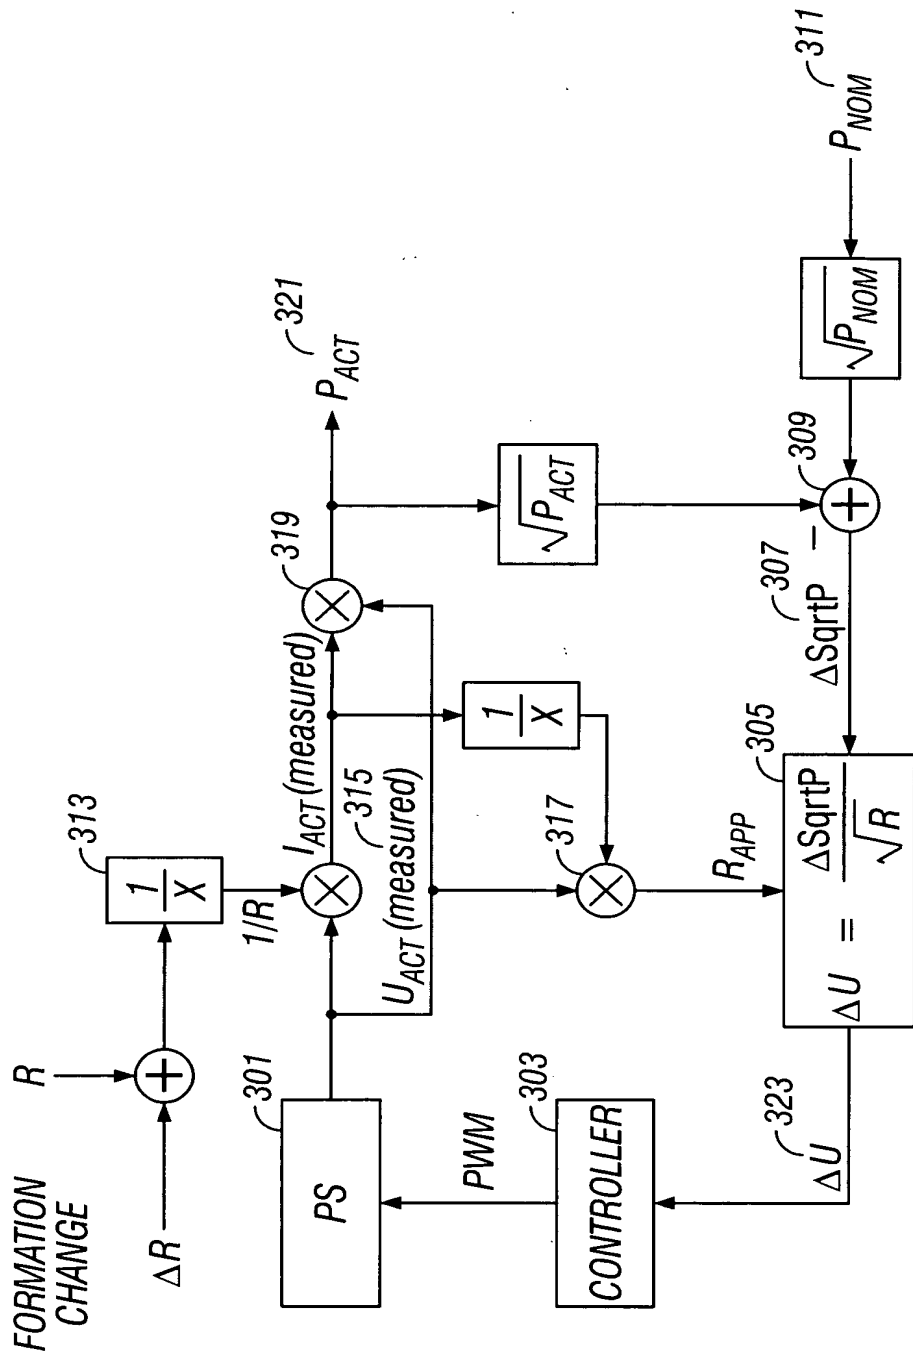 FORMATION
CHANGE
ΔR
R
1/X
313
1/R
PS
301
U_ACT (measured)
315
I_ACT (measured)
319
P_ACT
321
PWM
CONTROLLER
303
317
1/X
√P_ACT
R_APP
ΔU
323
ΔU = ΔSqrtP/√R
305
ΔSqrtP
307
309
+
+
−
√P_NOM
P_NOM
311